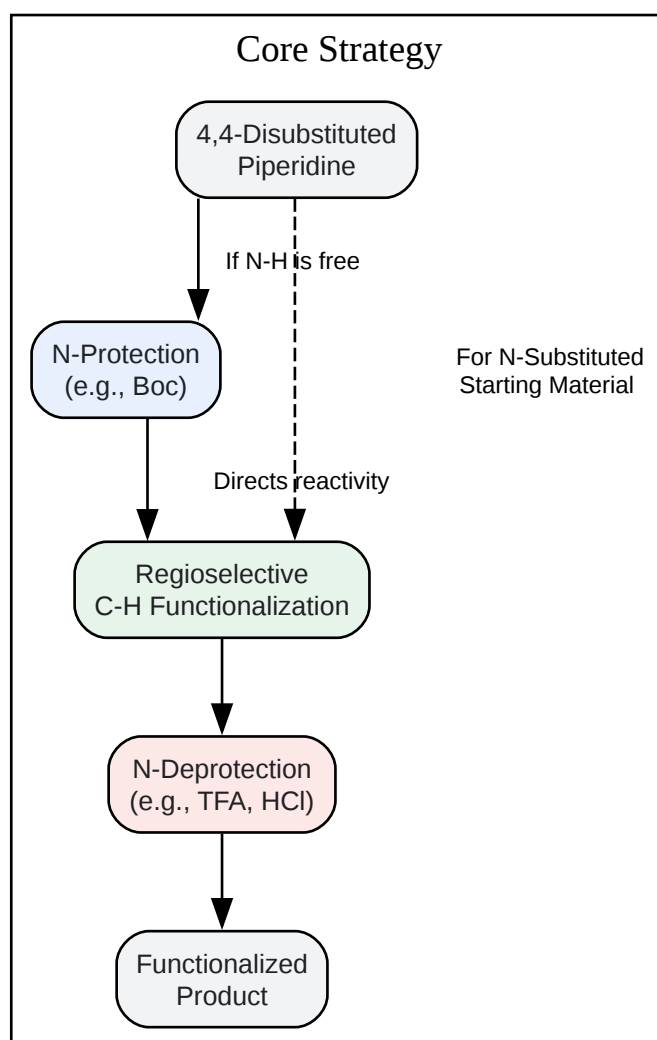 Core Strategy
4,4-Disubstituted
Piperidine
If N-H is free
N-Protection
(e.g., Boc)
For N-Substituted
Starting Material
Directs reactivity
Regioselective
C-H Functionalization
N-Deprotection
(e.g., TFA, HCl)
Functionalized
Product